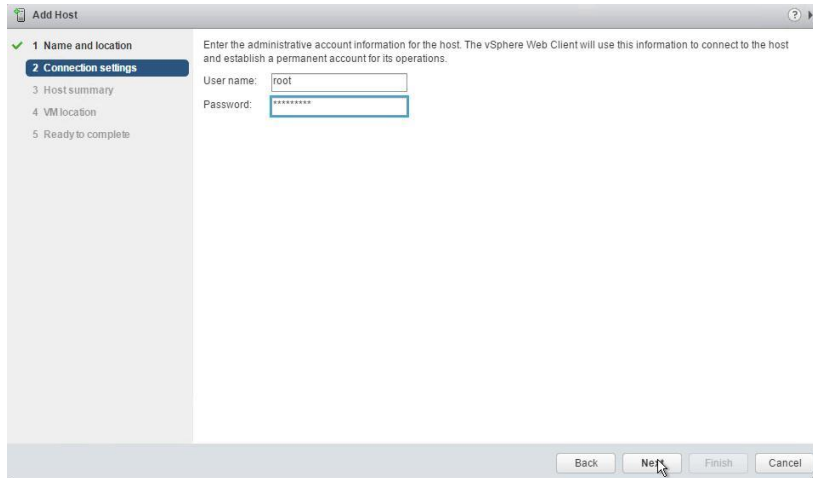 Add Host
?
1 Name and location
2 Connection settings
3 Host summary
4 VM location
5 Ready to complete
Enter the administrative account information for the host. The vSphere Web Client will use this information to connect to the host
and establish a permanent account for its operations.
User name: root
Password: *********
Back Next Finish Cancel